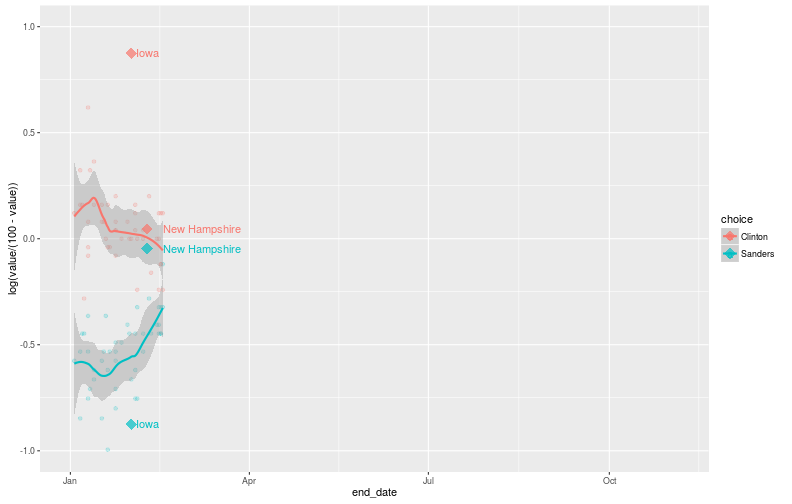 1.0
Iowa
0.5
New Hampshire
0.0
New Hampshire
-0.5
Iowa
-1.0
log(value/(100 - value))
Jan
Apr
Jul
Oct
end_date
choice
Clinton
Sanders